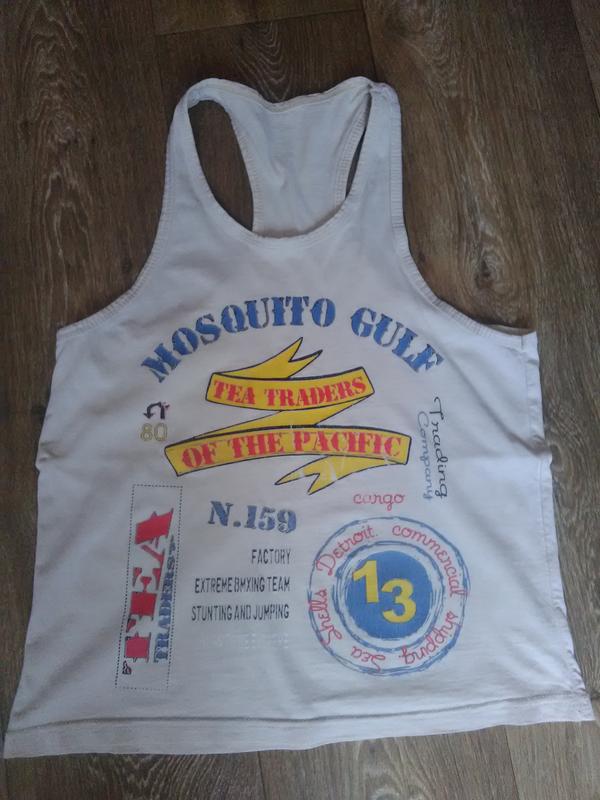 MOSQUITO GULF
TEA TRADERS
OF THE PACIFIC
80
Trading
Company
cargo
N.159
FACTORY
EXTREME BMXING TEAM
STUNTING AND JUMPING
TEA
TRADERS
Detroit. commercial shipping Sea Shells
13